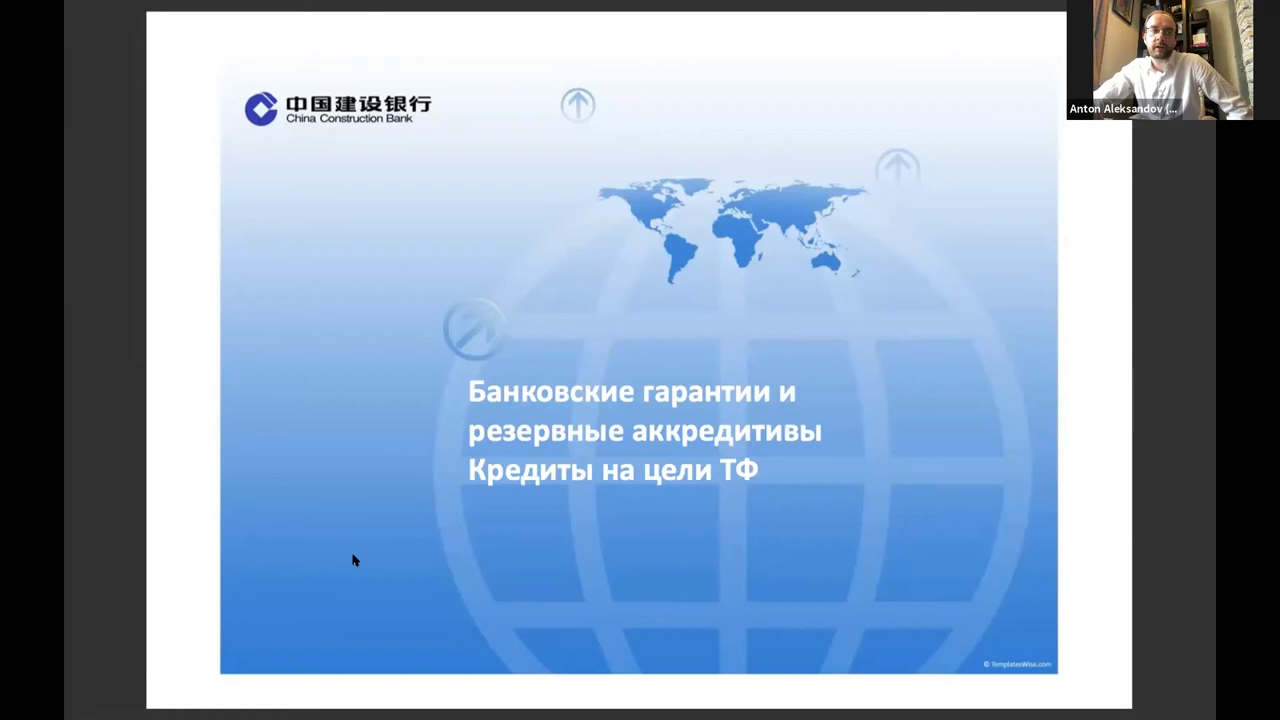 中国建设银行
China Construction Bank
Anton Aleksandov (...
Банковские гарантии и
резервные аккредитивы
Кредиты на цели ТФ
© TemplatesWise.com